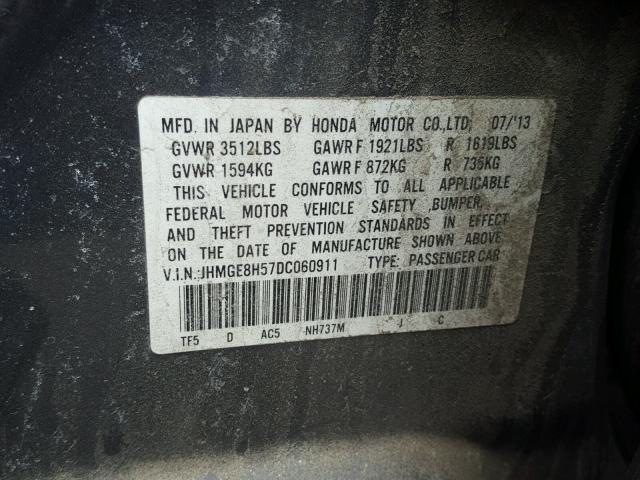 MFD. IN JAPAN BY HONDA MOTOR CO.,LTD. 07/'13
GVWR 3512LBS GAWR F 1921LBS R 1619LBS
GVWR 1594KG GAWR F 872KG R 735KG
THIS VEHICLE CONFORMS TO ALL APPLICABLE
FEDERAL MOTOR VEHICLE SAFETY, BUMPER,
AND THEFT PREVENTION STANDARDS IN EFFECT
ON THE DATE OF MANUFACTURE SHOWN ABOVE.
V.I.N.:JHMGE8H57DC060911 TYPE: PASSENGER CAR
TF5 D AC5 NH737M J C